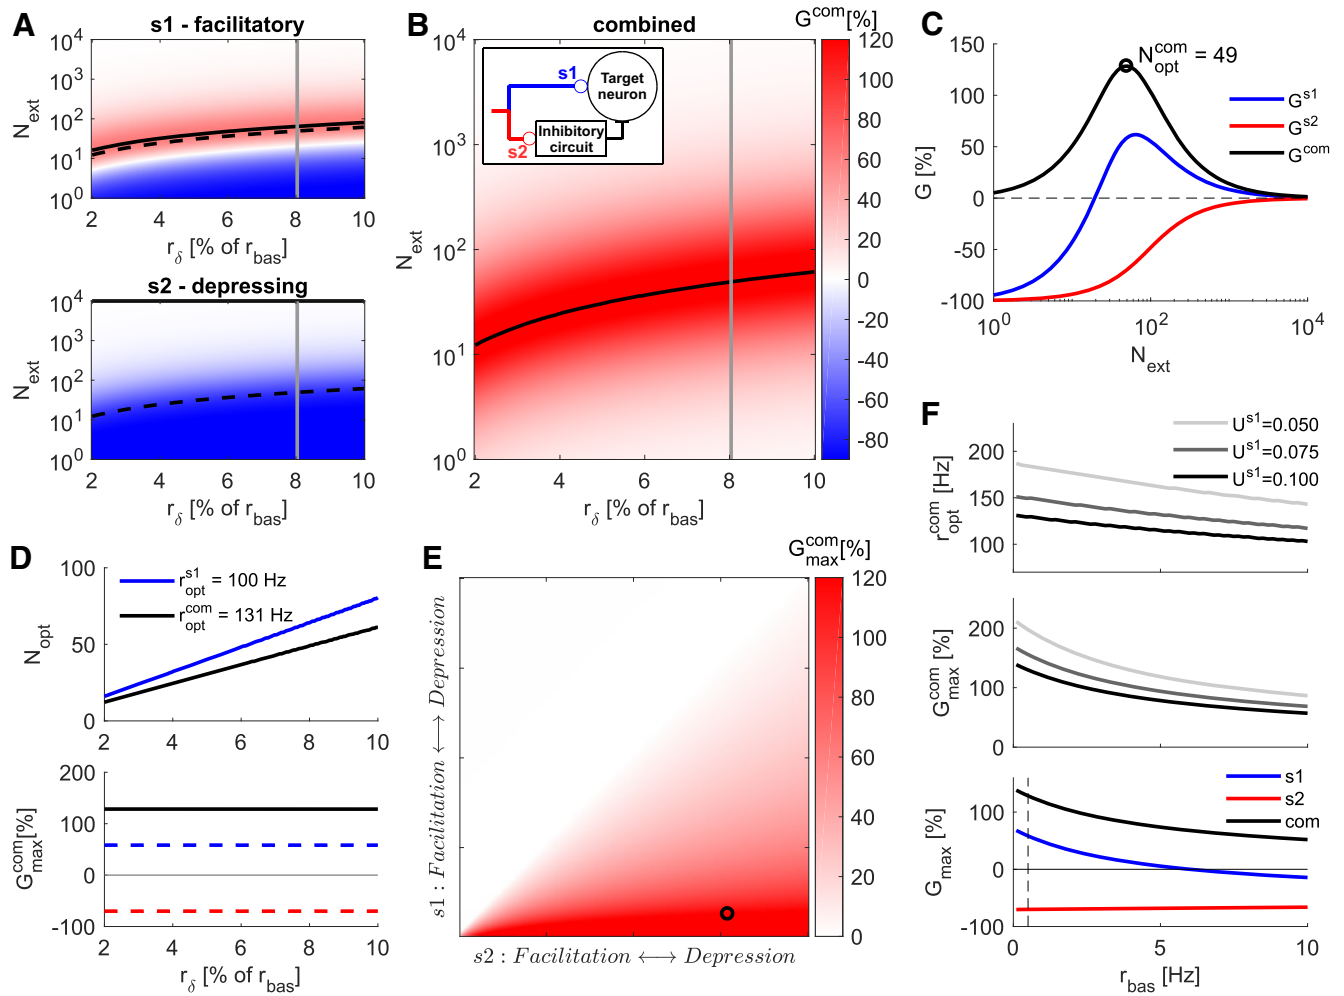 A
s1 - facilitatory
N_ext
10^4
10^3
10^2
10^1
10^0
2 4 6 8 10
r_δ [% of r_bas]
s2 - depressing
N_ext
10^4
10^3
10^2
10^1
10^0
2 4 6 8 10
r_δ [% of r_bas]
B
combined
G^com[%]
N_ext
10^4
10^3
10^2
10^1
10^0
2 4 6 8 10
r_δ [% of r_bas]
s1
Target
neuron
s2
Inhibitory
circuit
120
100
80
60
40
20
0
-20
-40
-60
-80
C
N_opt^com = 49
G^s1
G^s2
G^com
G [%]
150
100
50
0
-50
-100
10^0 10^2 10^4
N_ext
D
r_opt^s1 = 100 Hz
r_opt^com = 131 Hz
N_opt
100
50
0
2 4 6 8 10
G_max^com[%]
200
100
0
-100
2 4 6 8 10
r_δ [% of r_bas]
E
G_max^com[%]
s1 : Facilitation ⟷ Depression
s2 : Facilitation ⟷ Depression
120
100
80
60
40
20
0
F
U^s1=0.050
U^s1=0.075
U^s1=0.100
r_opt^com [Hz]
200
150
100
G_max^com [%]
200
100
0
s1
s2
com
G_max [%]
100
0
-100
0 5 10
r_bas [Hz]